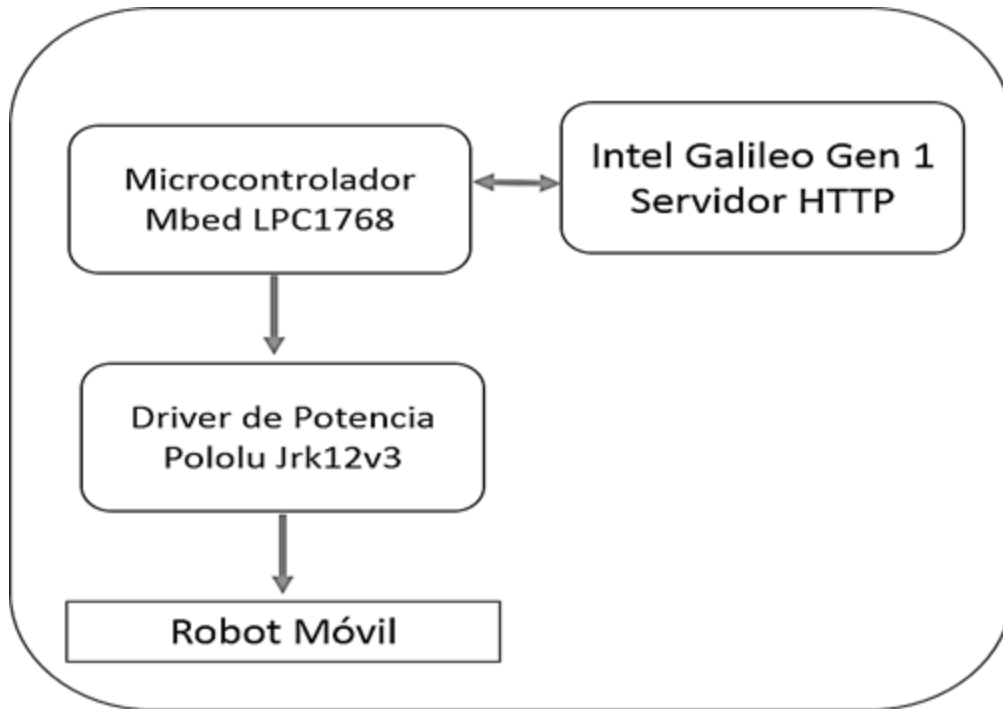 Microcontrolador
Mbed LPC1768
Intel Galileo Gen 1
Servidor HTTP
Driver de Potencia
Pololu Jrk12v3
Robot Móvil